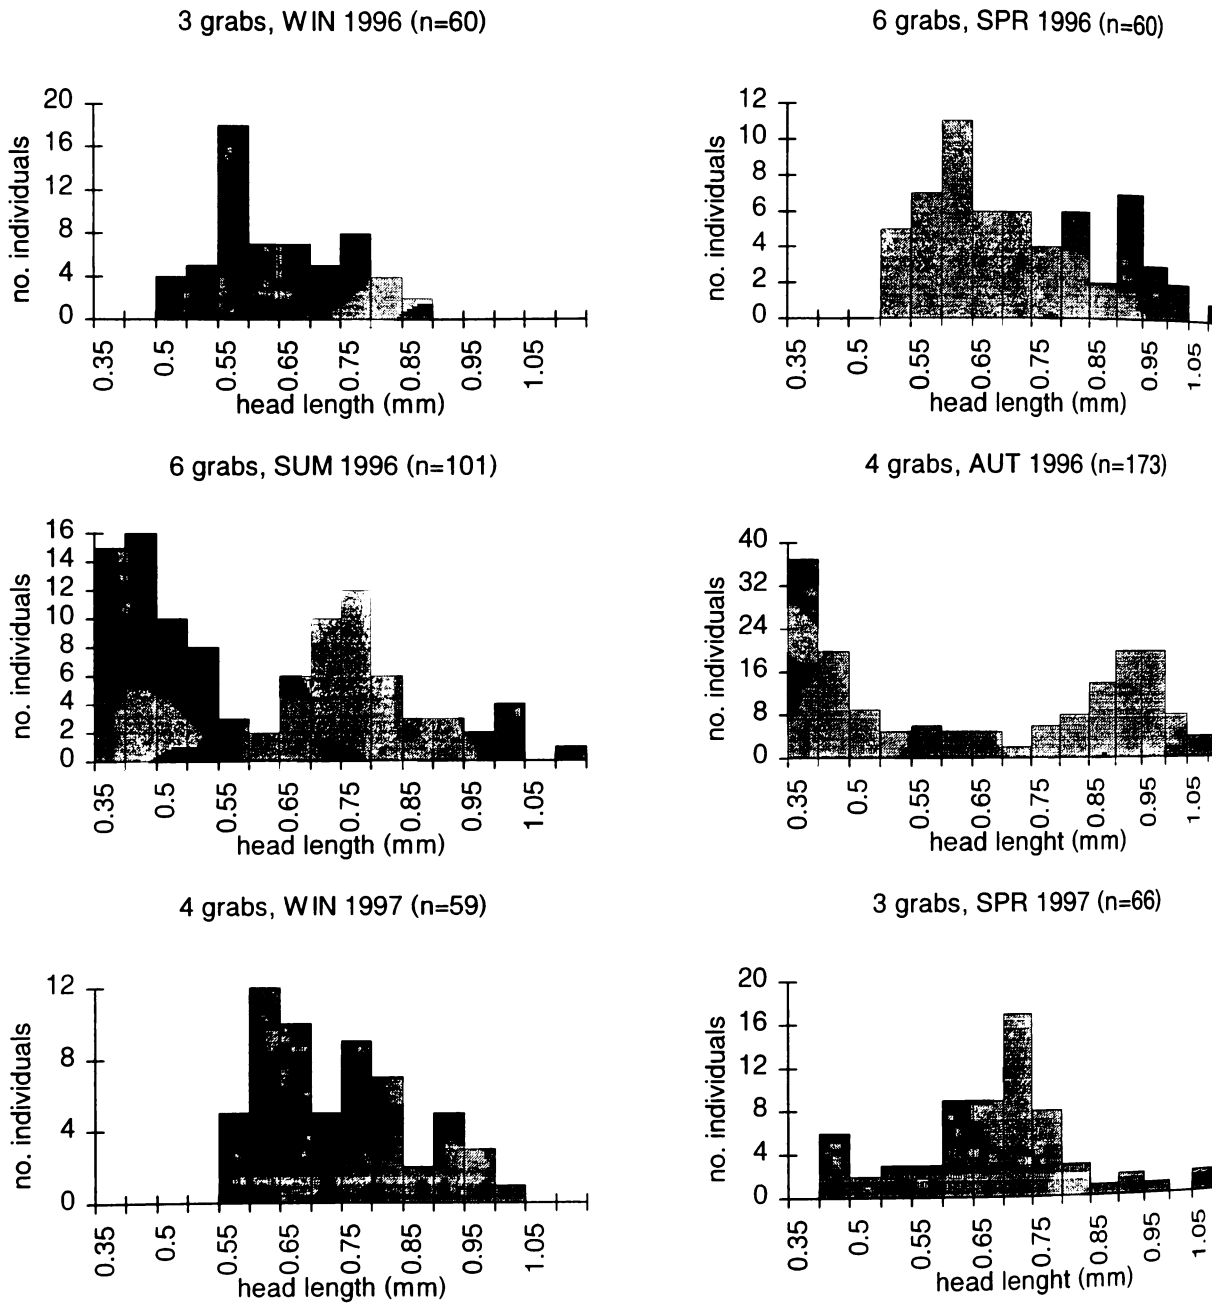 3 grabs, WIN 1996 (n=60)
no. individuals
20
16
12
8
4
0
0.35 0.5 0.55 0.65 0.75 0.85 0.95 1.05
head length (mm)
6 grabs, SPR 1996 (n=60)
no. individuals
12
10
8
6
4
2
0
0.35 0.5 0.55 0.65 0.75 0.85 0.95 1.05
head length (mm)
6 grabs, SUM 1996 (n=101)
no. individuals
16
14
12
10
8
6
4
2
0
0.35 0.5 0.55 0.65 0.75 0.85 0.95 1.05
head length (mm)
4 grabs, AUT 1996 (n=173)
no. individuals
40
32
24
16
8
0
0.35 0.5 0.55 0.65 0.75 0.85 0.95 1.05
head lenght (mm)
4 grabs, WIN 1997 (n=59)
no. individuals
12
8
4
0
0.35 0.5 0.55 0.65 0.75 0.85 0.95 1.05
head length (mm)
3 grabs, SPR 1997 (n=66)
no. individuals
20
16
12
8
4
0
0.35 0.5 0.55 0.65 0.75 0.85 0.95 1.05
head lenght (mm)